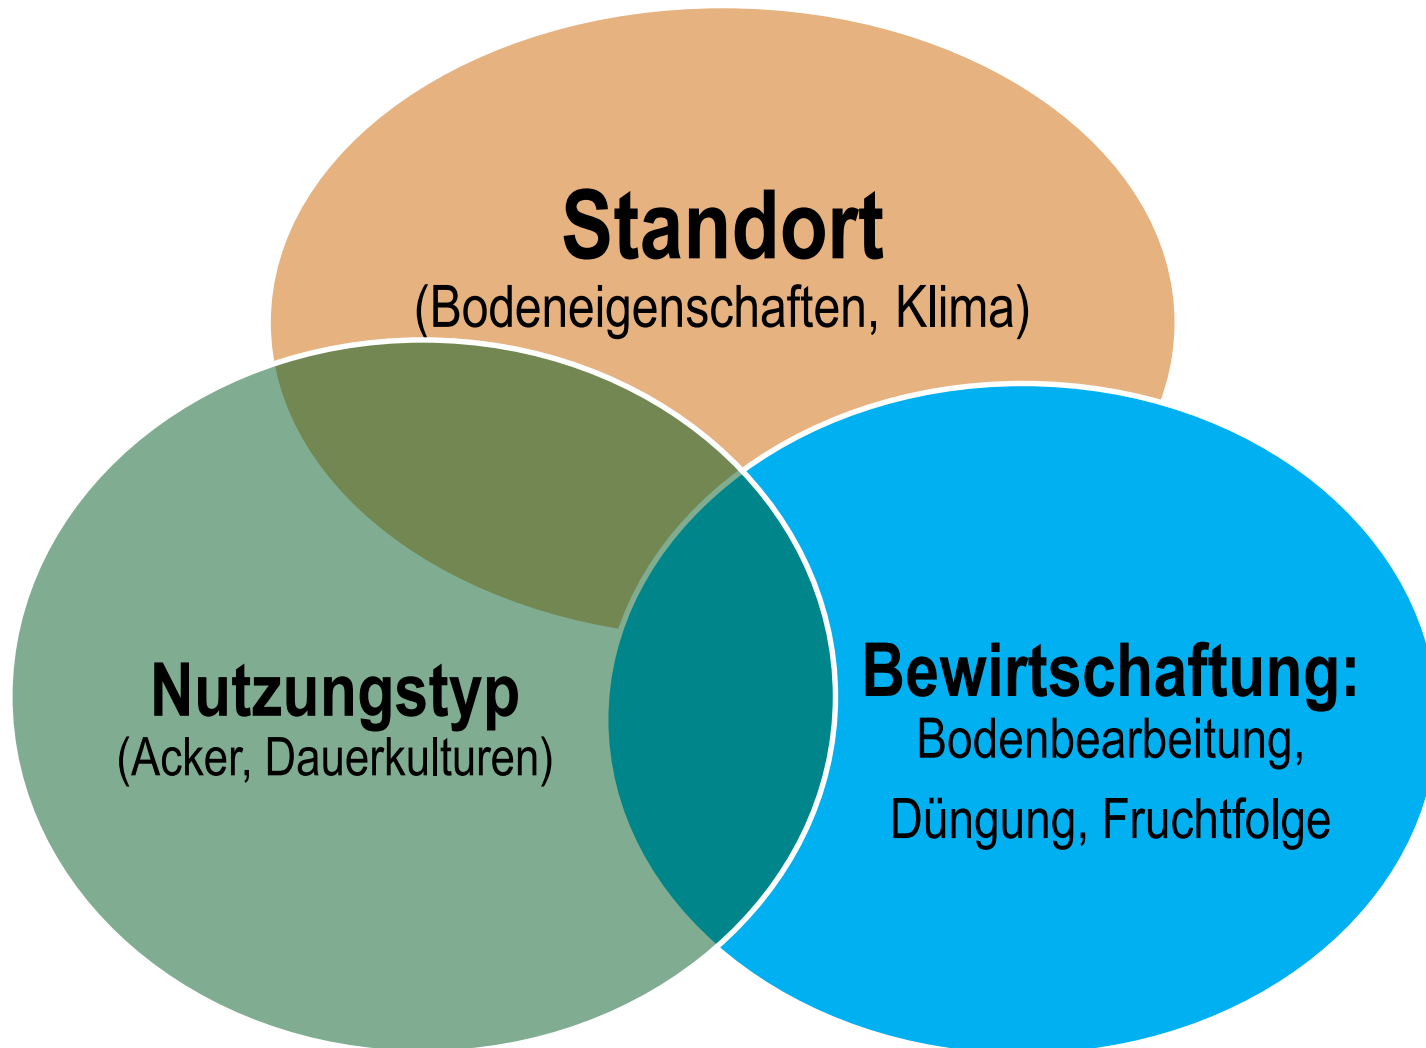 Standort
(Bodeneigenschaften, Klima)
Nutzungstyp
(Acker, Dauerkulturen)
Bewirtschaftung:
Bodenbearbeitung,
Düngung, Fruchtfolge